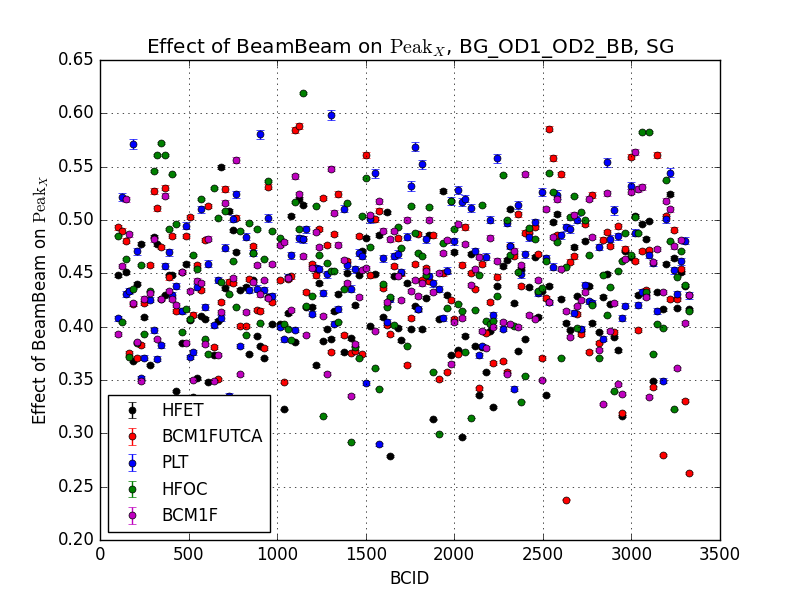 Effect of BeamBeam on Peak_X, BG_OD1_OD2_BB, SG
Effect of BeamBeam on Peak_X
0.65
0.60
0.55
0.50
0.45
0.40
0.35
0.30
0.25
0.20
HFET
BCM1FUTCA
PLT
HFOC
BCM1F
0 500 1000 1500 2000 2500 3000 3500
BCID